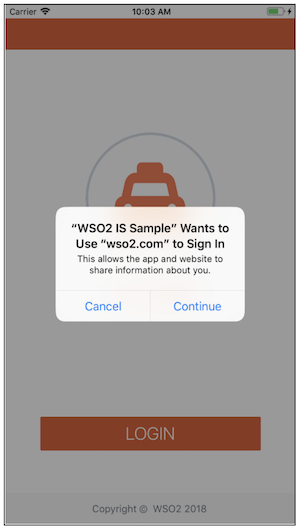 Carrier 10:03 AM
“WSO2 IS Sample” Wants to
Use “wso2.com” to Sign In
This allows the app and website to
share information about you.
Cancel Continue
LOGIN
Copyright © WSO2 2018